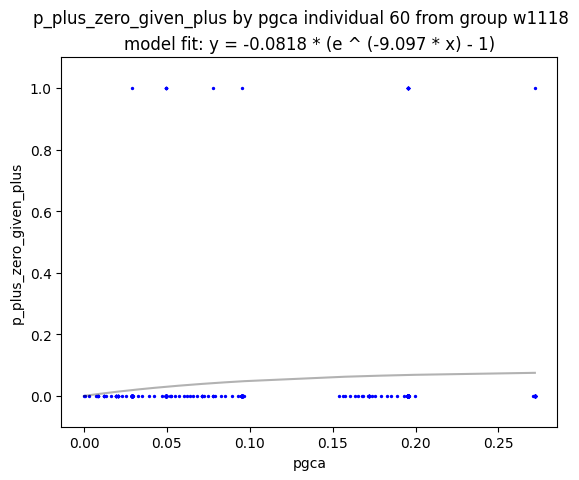 p_plus_zero_given_plus by pgca individual 60 from group w1118
model fit: y = -0.0818 * (e ^ (-9.097 * x) - 1)
1.0
0.8
0.6
0.4
0.2
0.0
p_plus_zero_given_plus
0.00 0.05 0.10 0.15 0.20 0.25
pgca